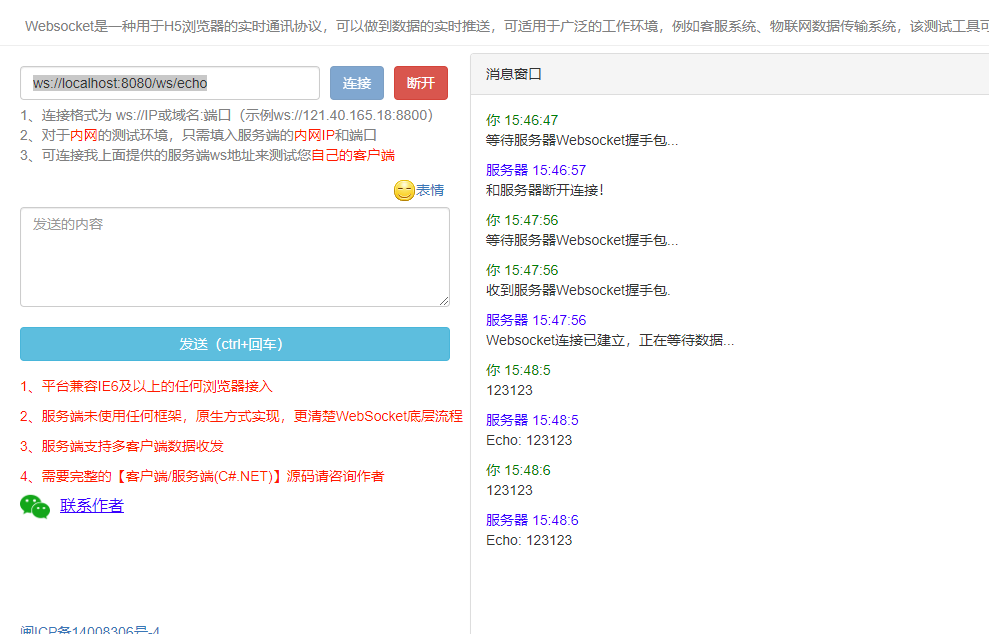 Websocket是一种用于H5浏览器的实时通讯协议，可以做到数据的实时推送，可适用于广泛的工作环境，例如客服系统、物联网数据传输系统，该测试工具可
ws://localhost:8080/ws/echo
连接
断开
1、连接格式为 ws://IP或域名:端口（示例ws://121.40.165.18:8800）
2、对于内网的测试环境，只需填入服务端的内网IP和端口
3、可连接我上面提供的服务端ws地址来测试您自己的客户端
表情
发送的内容
发送（ctrl+回车）
1、平台兼容IE6及以上的任何浏览器接入
2、服务端未使用任何框架，原生方式实现，更清楚WebSocket底层流程
3、服务端支持多客户端数据收发
4、需要完整的【客户端/服务端(C#.NET)】源码请咨询作者
联系作者
闽ICP备14008306号-4
消息窗口
你 15:46:47
等待服务器Websocket握手包...
服务器 15:46:57
和服务器断开连接！
你 15:47:56
等待服务器Websocket握手包...
你 15:47:56
收到服务器Websocket握手包.
服务器 15:47:56
Websocket连接已建立，正在等待数据...
你 15:48:5
123123
服务器 15:48:5
Echo: 123123
你 15:48:6
123123
服务器 15:48:6
Echo: 123123